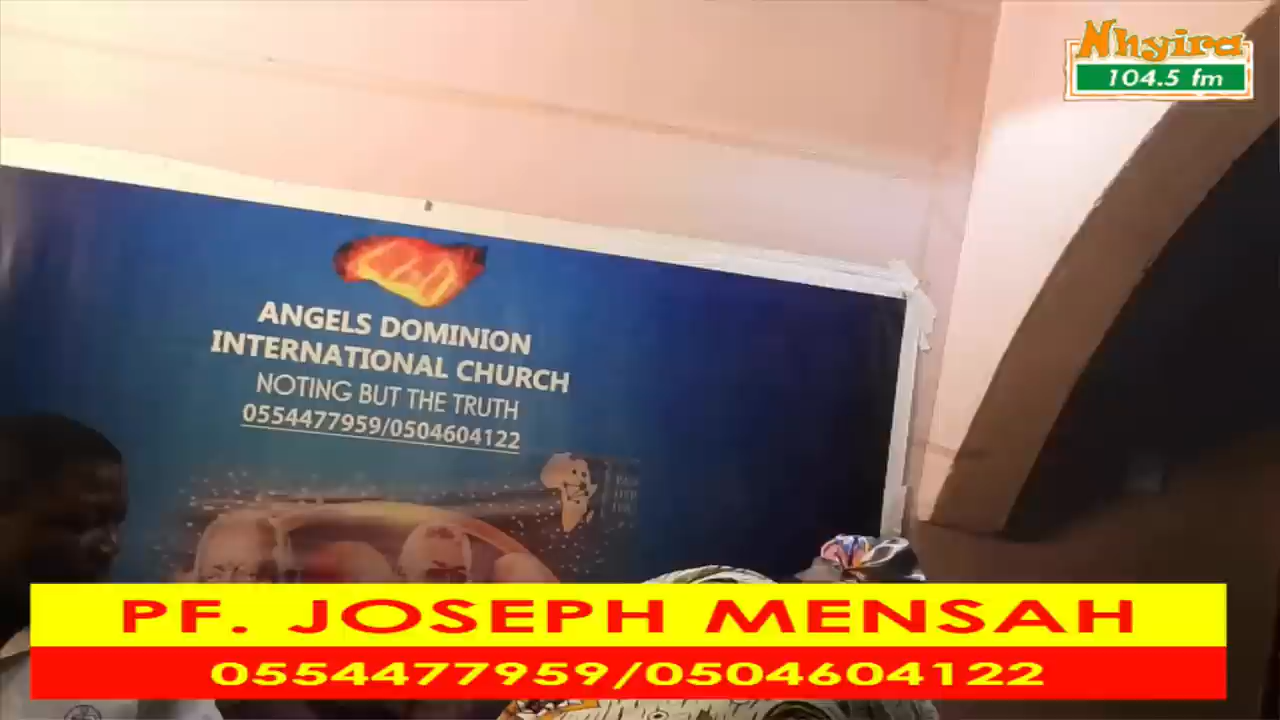 Nhyira
104.5 fm
ANGELS DOMINION
INTERNATIONAL CHURCH
NOTING BUT THE TRUTH
0554477959/0504604122
PF. JOSEPH MENSAH
0554477959/0504604122